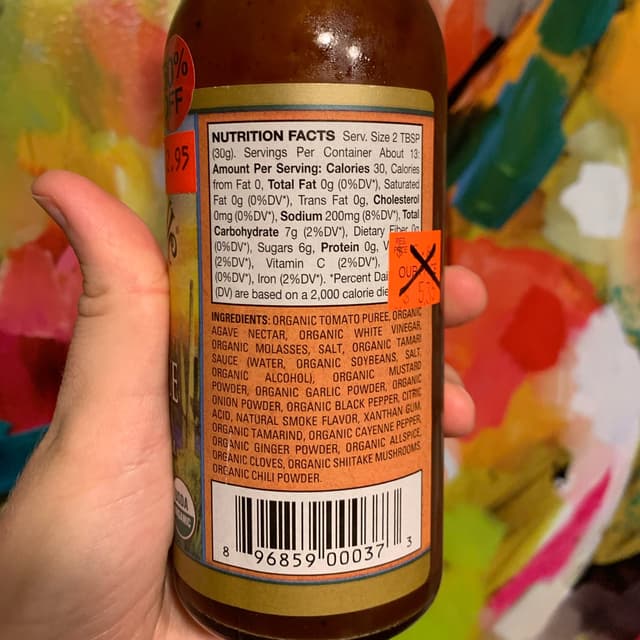 0%
FF
.95
NUTRITION FACTS Serv. Size 2 TBSP
(30g). Servings Per Container About 13:
Amount Per Serving: Calories 30, Calories
from Fat 0, Total Fat 0g (0%DV*), Saturated
Fat 0g (0%DV*), Trans Fat 0g, Cholesterol
0mg (0%DV*), Sodium 200mg (8%DV*), Total
Carbohydrate 7g (2%DV*), Dietary Fiber 0g
(0%DV*), Sugars 6g, Protein 0g, V
(2%DV*), Vitamin C (2%DV*),
(0%DV*), Iron (2%DV*). *Percent Dai
(DV) are based on a 2,000 calorie die
OUR
INGREDIENTS: ORGANIC TOMATO PUREE, ORGANIC
AGAVE NECTAR, ORGANIC WHITE VINEGAR,
ORGANIC MOLASSES, SALT, ORGANIC TAMARI
SAUCE (WATER, ORGANIC SOYBEANS, SALT,
ORGANIC ALCOHOL), ORGANIC MUSTARD
POWDER, ORGANIC GARLIC POWDER, ORGANIC
ONION POWDER, ORGANIC BLACK PEPPER, CITRIC
ACID, NATURAL SMOKE FLAVOR, XANTHAN GUM,
ORGANIC TAMARIND, ORGANIC CAYENNE PEPPER,
ORGANIC GINGER POWDER, ORGANIC ALLSPICE,
ORGANIC CLOVES, ORGANIC SHIITAKE MUSHROOMS,
ORGANIC CHILI POWDER.
E
8 96859 00037 3